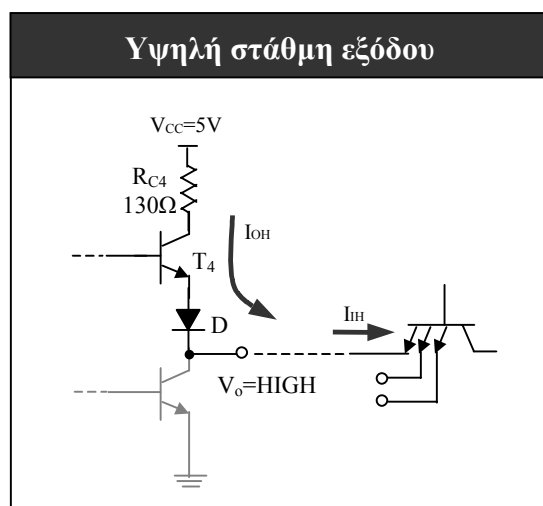 Υψηλή στάθμη εξόδου
VCC=5V
RC4
130Ω
T4
IOH
D
IIH
Vo=HIGH